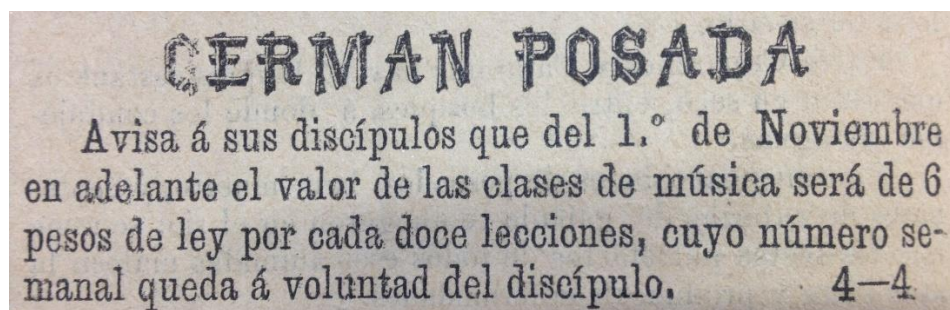 GERMAN POSADA
Avisa á sus discípulos que del 1.° de Noviembre
en adelante el valor de las clases de música será de 6
pesos de ley por cada doce lecciones, cuyo número se-
manal queda á voluntad del discípulo. 4—4